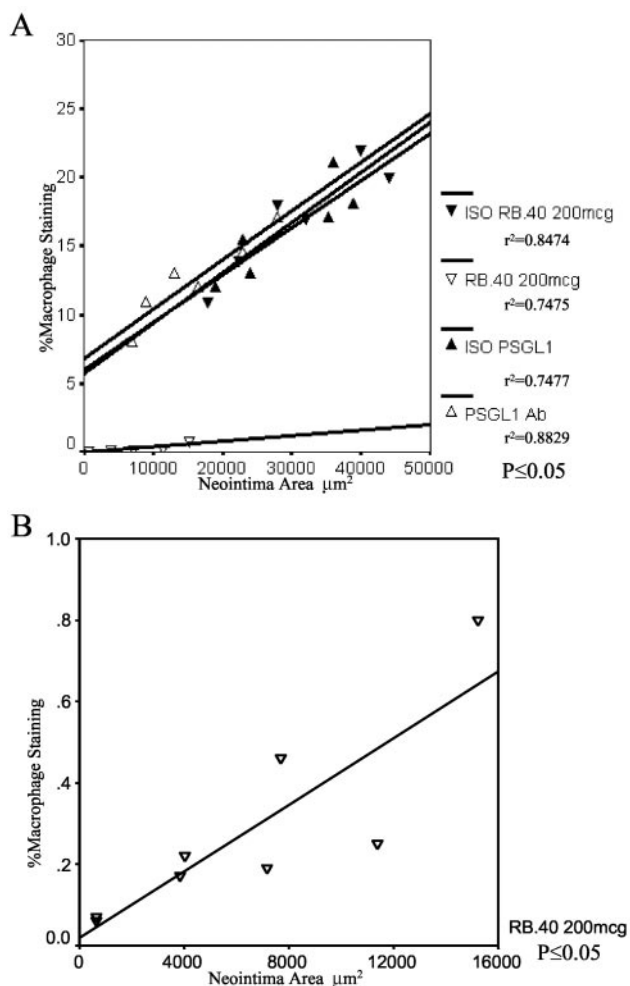 A
30
25
20
15
10
5
0
%Macrophage Staining
0 10000 20000 30000 40000 50000
Neointima Area µm²
ISO RB.40 200mcg
r²=0.8474
RB.40 200mcg
r²=0.7475
ISO PSGL1
r²=0.7477
PSGL1 Ab
r²=0.8829
P≤0.05
B
1.0
.8
.6
.4
.2
0.0
%Macrophage Staining
0 4000 8000 12000 16000
Neointima Area µm²
RB.40 200mcg
P≤0.05